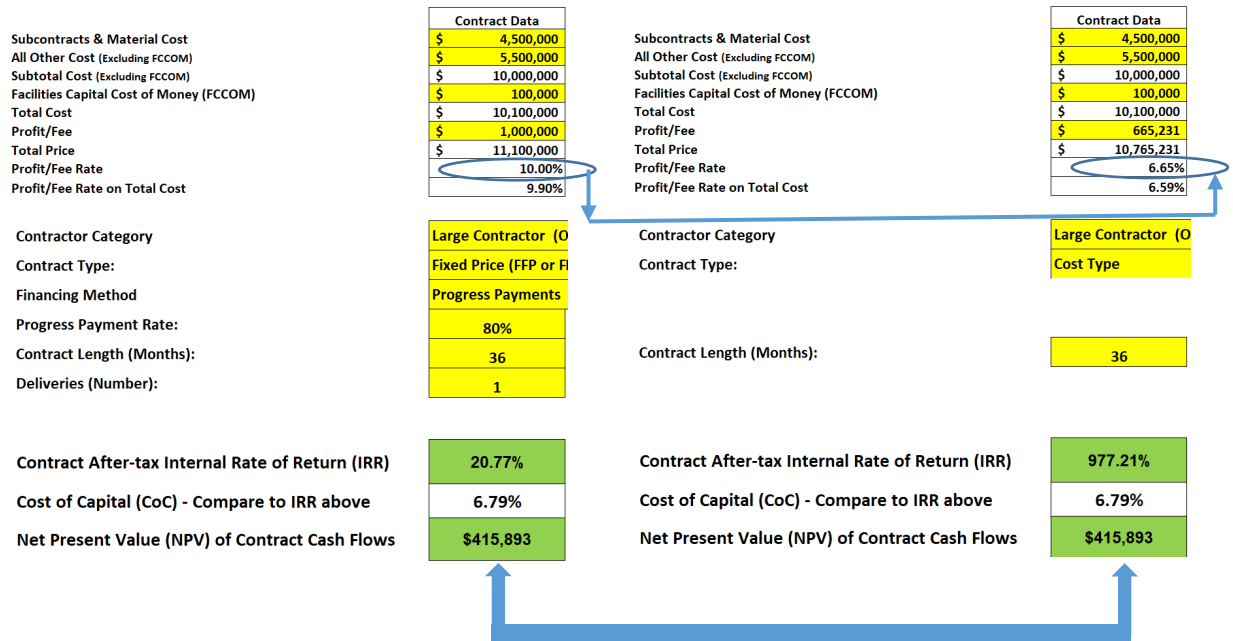 Contract Data
Subcontracts & Material Cost $ 4,500,000
All Other Cost (Excluding FCCOM) $ 5,500,000
Subtotal Cost (Excluding FCCOM) $ 10,000,000
Facilities Capital Cost of Money (FCCOM) $ 100,000
Total Cost $ 10,100,000
Profit/Fee $ 1,000,000
Total Price $ 11,100,000
Profit/Fee Rate 10.00%
Profit/Fee Rate on Total Cost 9.90%
Contractor Category Large Contractor (O
Contract Type: Fixed Price (FFP or FI
Financing Method Progress Payments
Progress Payment Rate: 80%
Contract Length (Months): 36
Deliveries (Number): 1
Contract After-tax Internal Rate of Return (IRR) 20.77%
Cost of Capital (CoC) - Compare to IRR above 6.79%
Net Present Value (NPV) of Contract Cash Flows $415,893
Contract Data
Subcontracts & Material Cost $ 4,500,000
All Other Cost (Excluding FCCOM) $ 5,500,000
Subtotal Cost (Excluding FCCOM) $ 10,000,000
Facilities Capital Cost of Money (FCCOM) $ 100,000
Total Cost $ 10,100,000
Profit/Fee $ 665,231
Total Price $ 10,765,231
Profit/Fee Rate 6.65%
Profit/Fee Rate on Total Cost 6.59%
Contractor Category Large Contractor (O
Contract Type: Cost Type
Contract Length (Months): 36
Contract After-tax Internal Rate of Return (IRR) 977.21%
Cost of Capital (CoC) - Compare to IRR above 6.79%
Net Present Value (NPV) of Contract Cash Flows $415,893